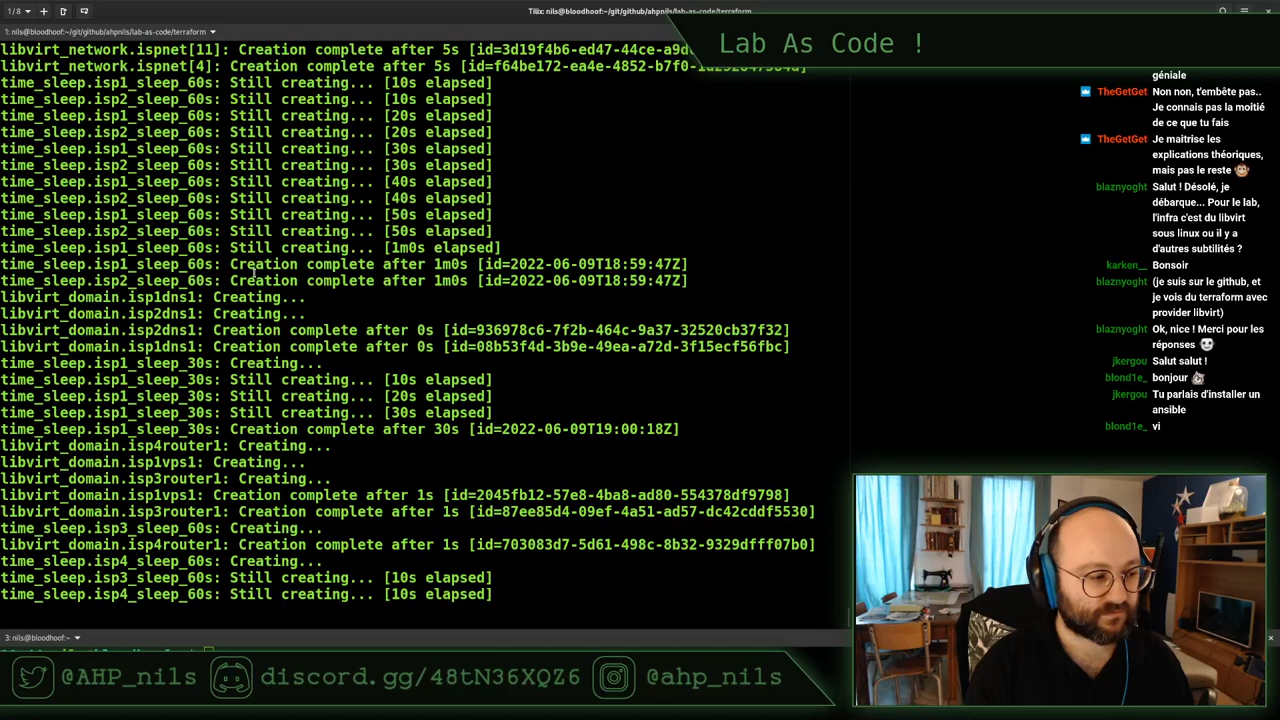 1 / 8
Tilix: nils@bloodhoof:~/git/github/ahpnils/lab-as-code/terraform
1: nils@bloodhoof:~/git/github/ahpnils/lab-as-code/terraform
Lab As Code !
libvirt_network.ispnet[11]: Creation complete after 5s [id=3d19f4b6-ed47-44ce-a9d
libvirt_network.ispnet[4]: Creation complete after 5s [id=f64be172-ea4e-4852-b7f0-
time_sleep.isp1_sleep_60s: Still creating... [10s elapsed]
time_sleep.isp2_sleep_60s: Still creating... [10s elapsed]
time_sleep.isp1_sleep_60s: Still creating... [20s elapsed]
time_sleep.isp2_sleep_60s: Still creating... [20s elapsed]
time_sleep.isp1_sleep_60s: Still creating... [30s elapsed]
time_sleep.isp2_sleep_60s: Still creating... [30s elapsed]
time_sleep.isp1_sleep_60s: Still creating... [40s elapsed]
time_sleep.isp2_sleep_60s: Still creating... [40s elapsed]
time_sleep.isp1_sleep_60s: Still creating... [50s elapsed]
time_sleep.isp2_sleep_60s: Still creating... [50s elapsed]
time_sleep.isp1_sleep_60s: Still creating... [1m0s elapsed]
time_sleep.isp1_sleep_60s: Creation complete after 1m0s [id=2022-06-09T18:59:47Z]
time_sleep.isp2_sleep_60s: Creation complete after 1m0s [id=2022-06-09T18:59:47Z]
libvirt_domain.isp1dns1: Creating...
libvirt_domain.isp2dns1: Creating...
libvirt_domain.isp2dns1: Creation complete after 0s [id=936978c6-7f2b-464c-9a37-32520cb37f32]
libvirt_domain.isp1dns1: Creation complete after 0s [id=08b53f4d-3b9e-49ea-a72d-3f15ecf56fbc]
time_sleep.isp1_sleep_30s: Creating...
time_sleep.isp1_sleep_30s: Still creating... [10s elapsed]
time_sleep.isp1_sleep_30s: Still creating... [20s elapsed]
time_sleep.isp1_sleep_30s: Still creating... [30s elapsed]
time_sleep.isp1_sleep_30s: Creation complete after 30s [id=2022-06-09T19:00:18Z]
libvirt_domain.isp4router1: Creating...
libvirt_domain.isp1vps1: Creating...
libvirt_domain.isp3router1: Creating...
libvirt_domain.isp1vps1: Creation complete after 1s [id=2045fb12-57e8-4ba8-ad80-554378df9798]
libvirt_domain.isp3router1: Creation complete after 1s [id=87ee85d4-09ef-4a51-ad57-dc42cddf5530]
time_sleep.isp3_sleep_60s: Creating...
libvirt_domain.isp4router1: Creation complete after 1s [id=703083d7-5d61-498c-8b32-9329dfff07b0]
time_sleep.isp4_sleep_60s: Creating...
time_sleep.isp3_sleep_60s: Still creating... [10s elapsed]
time_sleep.isp4_sleep_60s: Still creating... [10s elapsed]
géniale
TheGetGet Non non, t'embête pas..
Je connais pas la moitié
de ce que tu fais
TheGetGet Je maitrise les
explications théoriques,
mais pas le reste
blaznyoght Salut ! Désolé, je
débarque... Pour le lab,
l'infra c'est du libvirt
sous linux ou il y a
d'autres subtilités ?
karken__ Bonsoir
blaznyoght (je suis sur le github, et
je vois du terraform avec
provider libvirt)
blaznyoght Ok, nice ! Merci pour les
réponses
jkergou Salut salut !
blond1e_ bonjour
jkergou Tu parlais d'installer un
ansible
blond1e_ vi
3: nils@bloodhoof:~
@AHP_nils
discord.gg/48tN36XQZ6
@ahp_nils